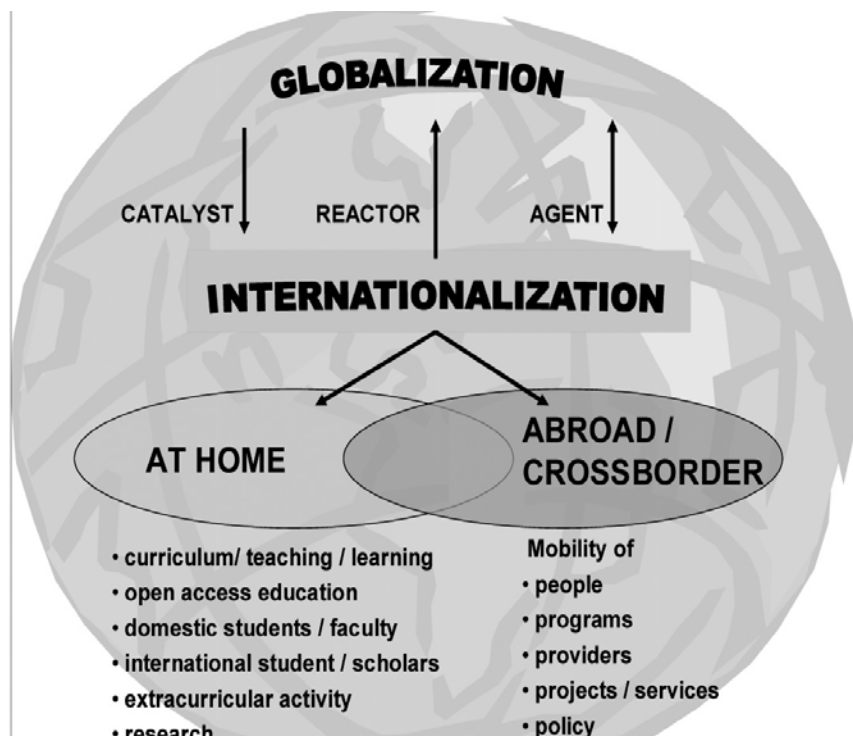 GLOBALIZATION
CATALYST REACTOR AGENT
INTERNATIONALIZATION
AT HOME
ABROAD /
CROSSBORDER
• curriculum/ teaching / learning
• open access education
• domestic students / faculty
• international student / scholars
• extracurricular activity
• research
Mobility of
• people
• programs
• providers
• projects / services
• policy